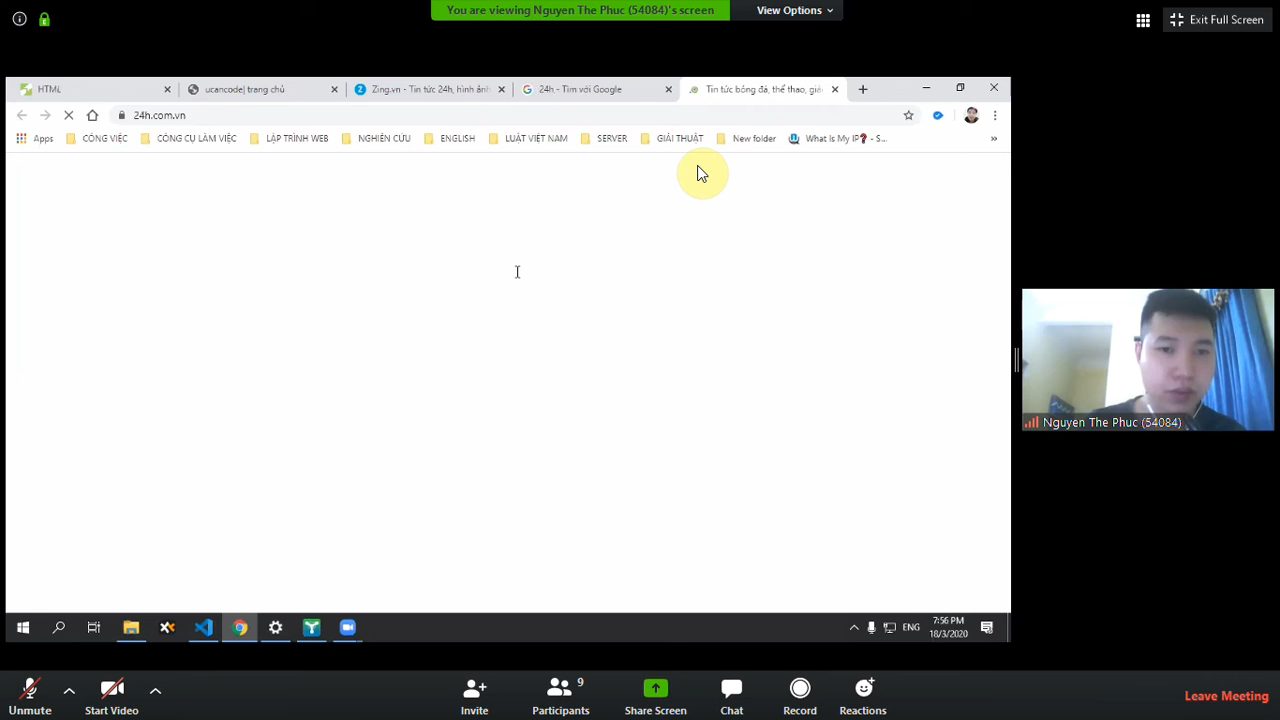 You are viewing Nguyen The Phuc (54084)'s screen
View Options
Exit Full Screen
HTML
ucancode| trang chủ
Zing.vn - Tin tức 24h, hình ảnh
24h - Tìm với Google
Tin tức bóng đá, thể thao, giải
24h.com.vn
Apps
CÔNG VIỆC
CÔNG CỤ LÀM VIỆC
LẬP TRÌNH WEB
NGHIÊN CỨU
ENGLISH
LUẬT VIỆT NAM
SERVER
GIẢI THUẬT
New folder
What Is My IP❓ - S...
»
Nguyen The Phuc (54084)
ENG
7:56 PM
18/3/2020
Unmute
Start Video
Invite
9
Participants
Share Screen
Chat
Record
Reactions
Leave Meeting